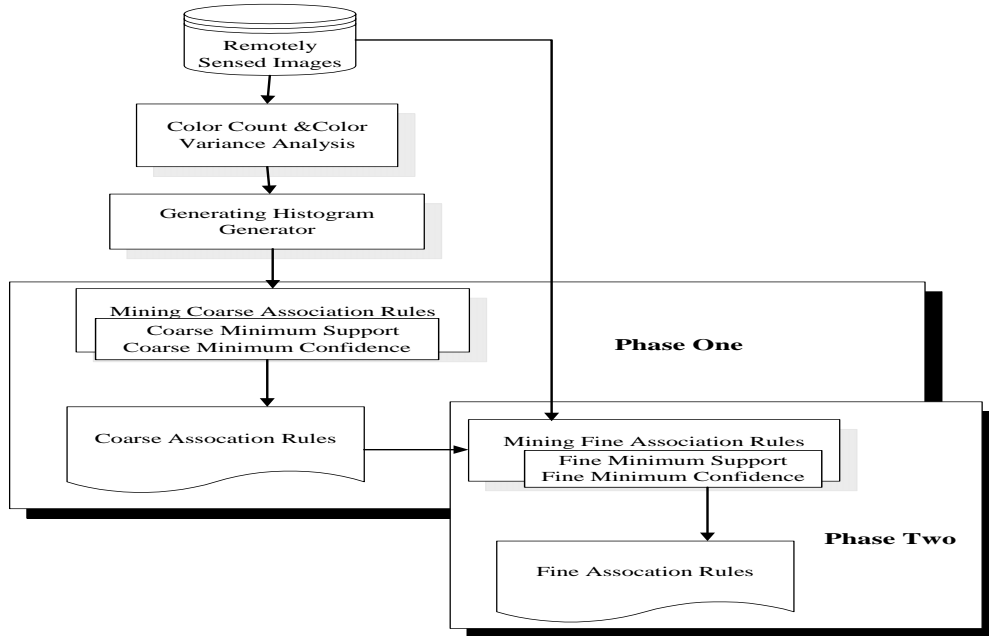 Remotely
Sensed Images
Color Count &Color
Variance Analysis
Generating Histogram
Generator
Mining Coarse Association Rules
Coarse Minimum Support
Coarse Minimum Confidence
Phase One
Coarse Assocation Rules
Mining Fine Association Rules
Fine Minimum Support
Fine Minimum Confidence
Phase Two
Fine Assocation Rules